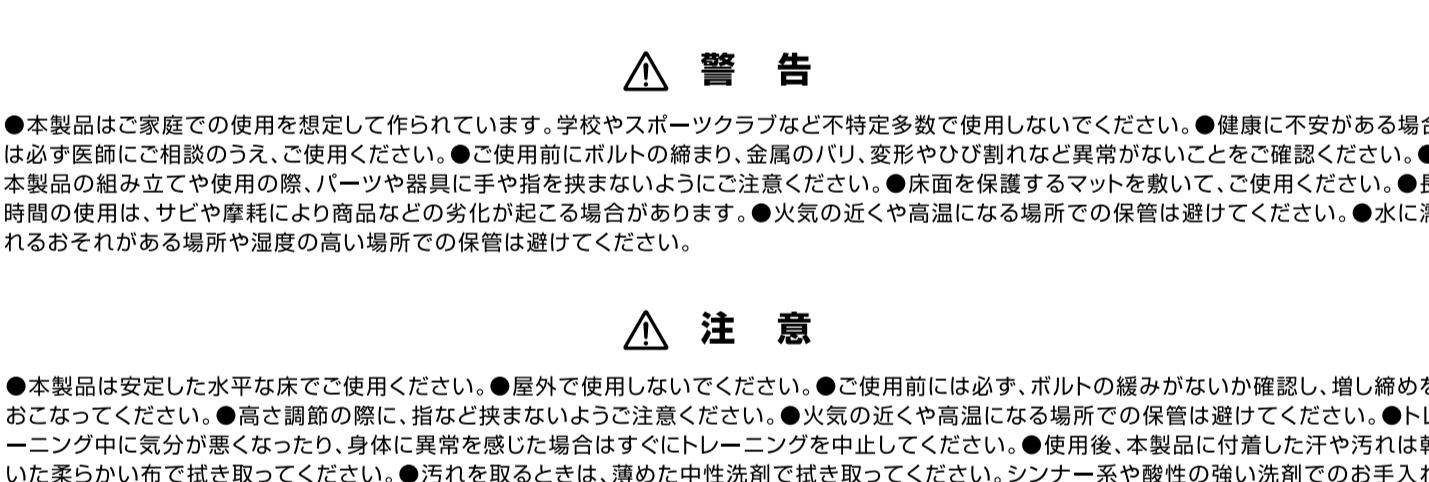 ⚠ 警 告
●本製品はご家庭での使用を想定して作られています。学校やスポーツクラブなど不特定多数で使用しないでください。●健康に不安がある場合
は必ず医師にご相談のうえ、ご使用ください。●ご使用前にボルトの締まり、金属のバリ、変形やひび割れなど異常がないことをご確認ください。●
本製品の組み立てや使用の際、パーツや器具に手や指を挟まないようにご注意ください。●床面を保護するマットを敷いて、ご使用ください。●長
時間の使用は、サビや摩耗により商品などの劣化が起こる場合があります。●火気の近くや高温になる場所での保管は避けてください。●水に濡
れるおそれがある場所や湿度の高い場所での保管は避けてください。
⚠ 注 意
●本製品は安定した水平な床でご使用ください。●屋外で使用しないでください。●ご使用前には必ず、ボルトの緩みがないか確認し、増し締めを
おこなってください。●高さ調節の際に、指など挟まないようご注意ください。●火気の近くや高温になる場所での保管は避けてください。●トレ
ーニング中に気分が悪くなったり、身体に異常を感じた場合はすぐにトレーニングを中止してください。●使用後、本製品に付着した汗や汚れは乾
いた柔らかい布で拭き取ってください。●汚れを取るときは、薄めた中性洗剤で拭き取ってください。シンナー系や酸性の強い洗剤でのお手入れ